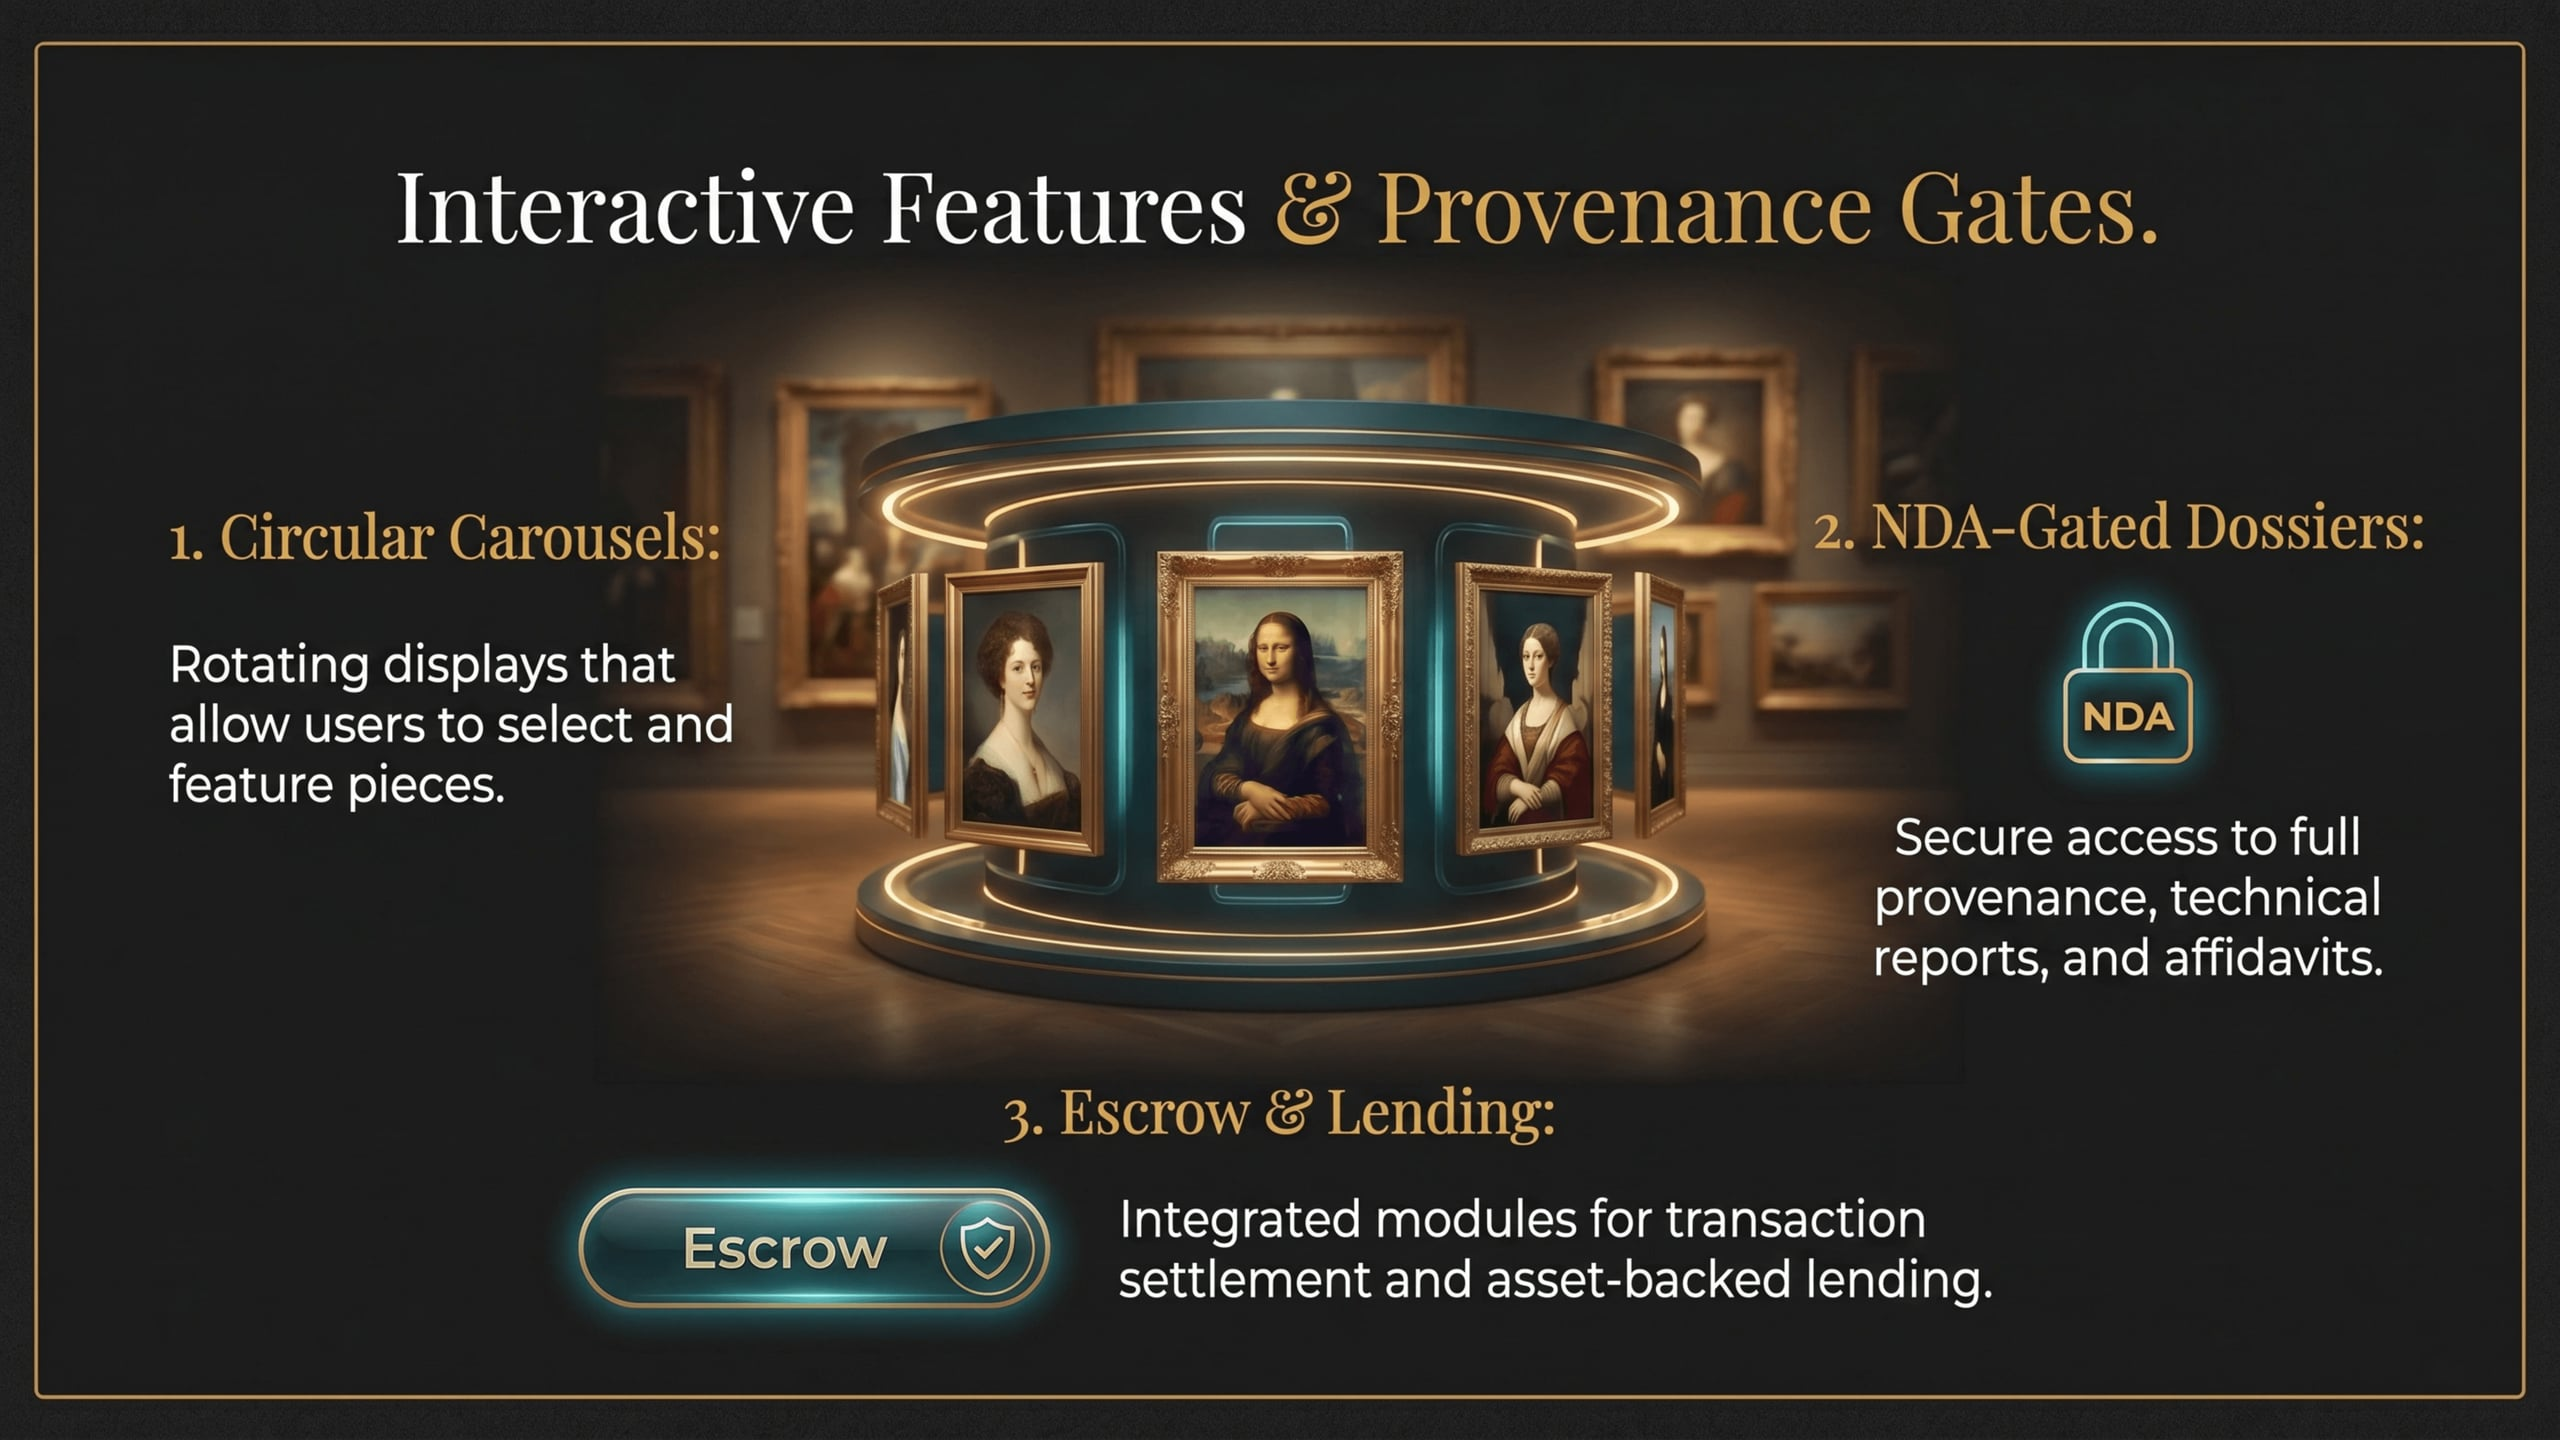 Interactive Features & Provenance Gates.
1. Circular Carousels:
Rotating displays that
allow users to select and
feature pieces.
2. NDA-Gated Dossiers:
NDA
Secure access to full
provenance, technical
reports, and affidavits.
3. Escrow & Lending:
Escrow
Integrated modules for transaction
settlement and asset-backed lending.